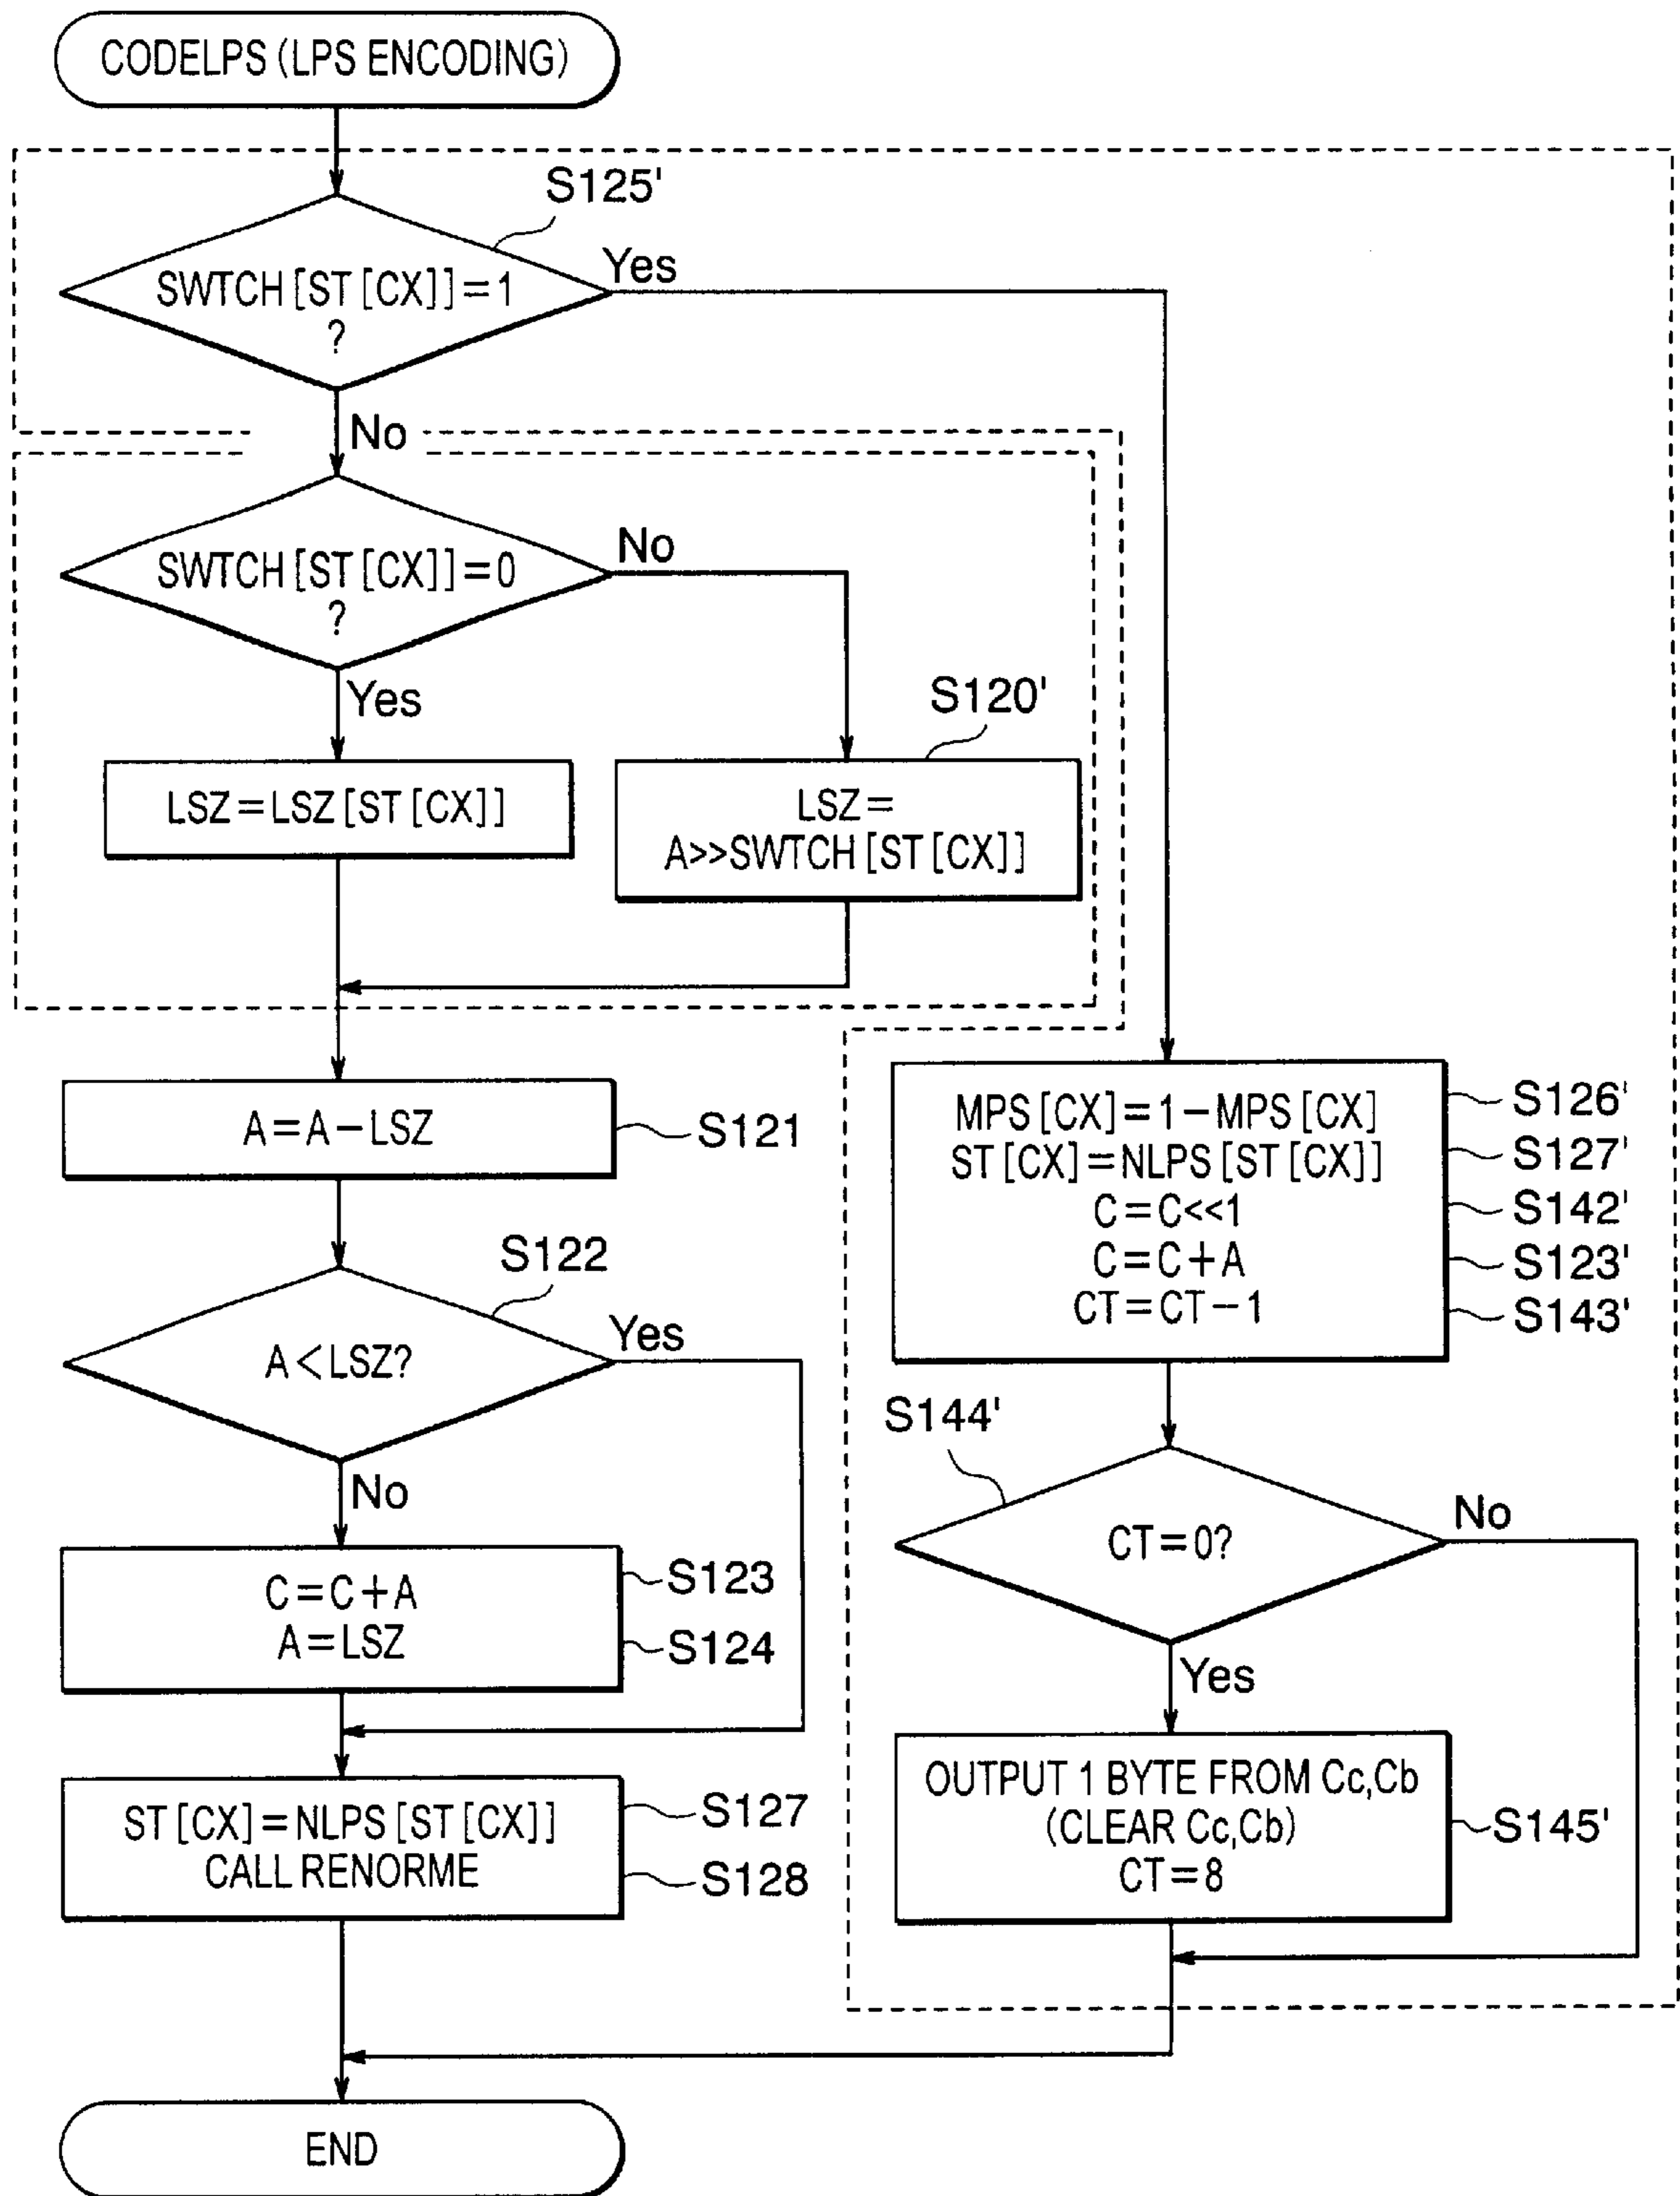 CODELPS (LPS ENCODING)
S125'
SWTCH [ST [CX]] = 1
?
Yes
No
SWTCH [ST [CX]] = 0
?
No
Yes
S120'
LSZ = LSZ [ST [CX]]
LSZ =
A>>SWTCH [ST [CX]]
A = A − LSZ
S121
S122
A < LSZ?
Yes
No
C = C + A
S123
A = LSZ
S124
ST [CX] = NLPS [ST [CX]]
S127
CALL RENORME
S128
MPS [CX] = 1 − MPS [CX]
S126'
ST [CX] = NLPS [ST [CX]]
S127'
C = C<<1
S142'
C = C + A
S123'
CT = CT − 1
S143'
S144'
CT = 0?
No
Yes
OUTPUT 1 BYTE FROM Cc,Cb
(CLEAR Cc,Cb)
CT = 8
S145'
END